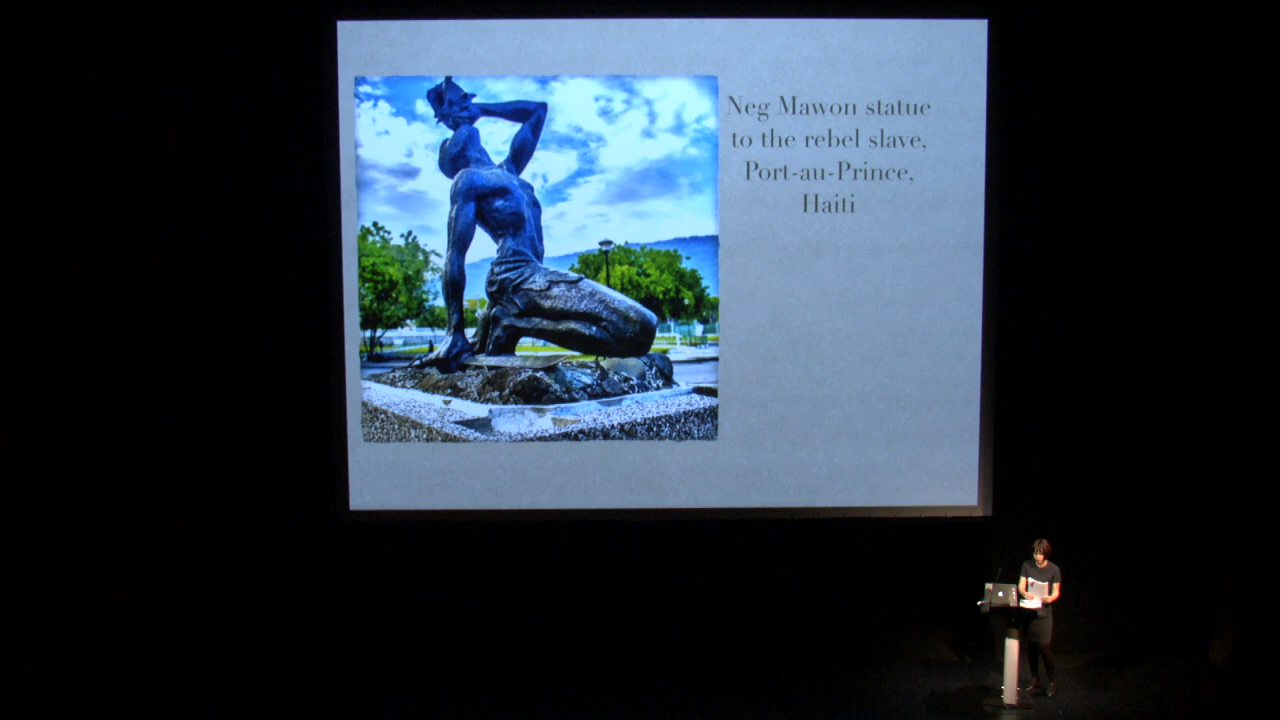 Neg Mawon statue
to the rebel slave,
Port-au-Prince,
Haiti